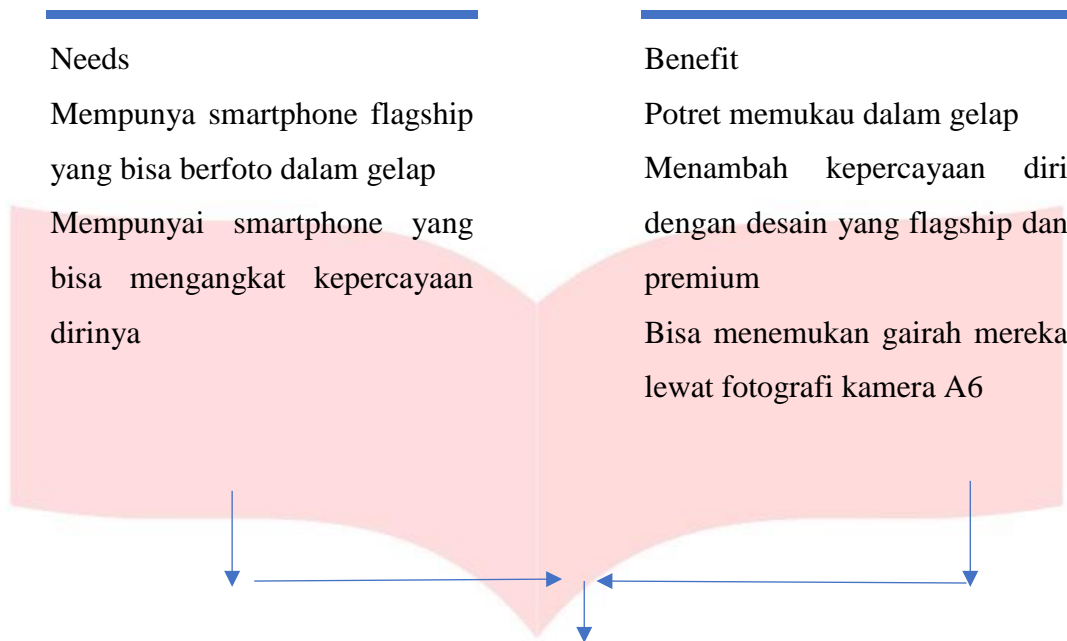 Needs
Mempunya smartphone flagship
yang bisa berfoto dalam gelap
Mempunyai smartphone yang
bisa mengangkat kepercayaan
dirinya
Benefit
Potret memukau dalam gelap
Menambah kepercayaan diri
dengan desain yang flagship dan
premium
Bisa menemukan gairah mereka
lewat fotografi kamera A6